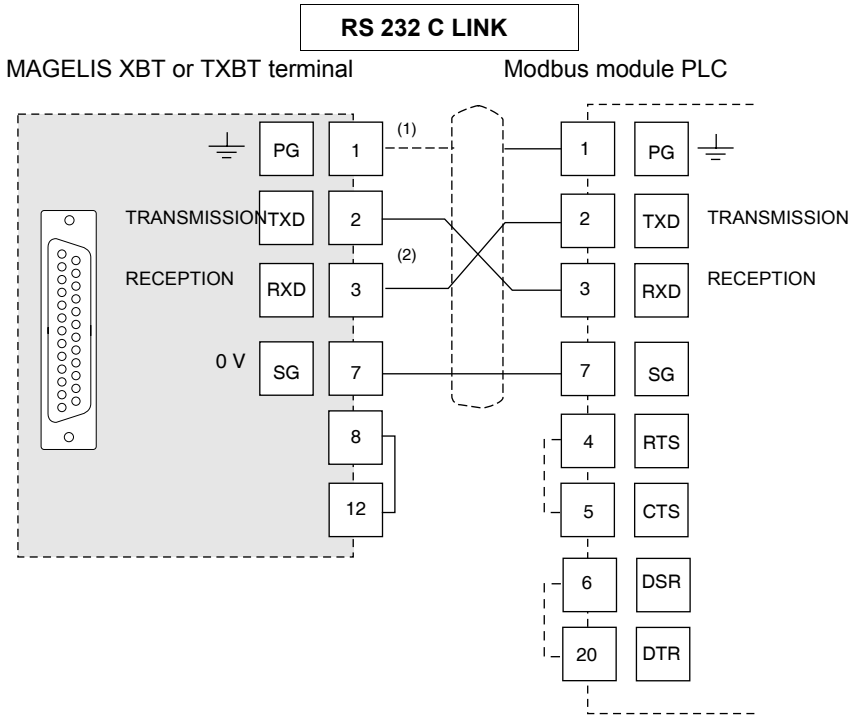 RS 232 C LINK
MAGELIS XBT or TXBT terminal
Modbus module PLC
PG 1 (1) 1 PG
TRANSMISSION TXD 2 2 TXD TRANSMISSION
(2)
RECEPTION RXD 3 3 RXD RECEPTION
0 V SG 7 7 SG
8 4 RTS
12 5 CTS
6 DSR
20 DTR